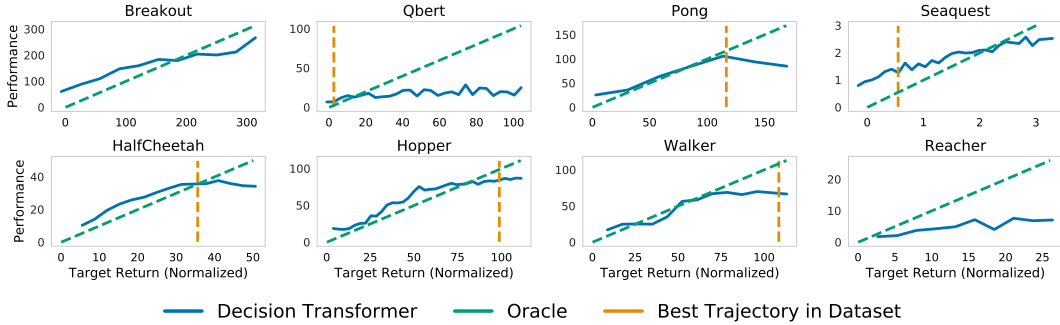 Breakout
Qbert
Pong
Seaquest
Performance
300
200
100
0
0 100 200 300
100
75
50
25
0
0 20 40 60 80 100
150
100
50
0
0 50 100 150
3
2
1
0
0 1 2 3
HalfCheetah
Hopper
Walker
Reacher
Performance
40
20
0
0 10 20 30 40 50
Target Return (Normalized)
100
50
0
0 25 50 75 100
Target Return (Normalized)
100
50
0
0 25 50 75 100
Target Return (Normalized)
20
10
0
0 5 10 15 20 25
Target Return (Normalized)
Decision Transformer
Oracle
Best Trajectory in Dataset